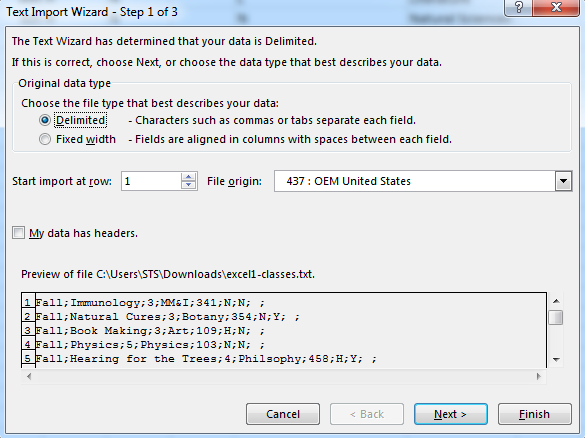 Text Import Wizard - Step 1 of 3
The Text Wizard has determined that your data is Delimited.
If this is correct, choose Next, or choose the data type that best describes your data.
Original data type
Choose the file type that best describes your data:
Delimited - Characters such as commas or tabs separate each field.
Fixed width - Fields are aligned in columns with spaces between each field.
Start import at row: 1 File origin: 437 : OEM United States
My data has headers.
Preview of file C:\Users\STS\Downloads\excel1-classes.txt.
1 Fall;Immunology;3;MM&I;341;N;N; ;
2 Fall;Natural Cures;3;Botany;354;N;Y; ;
3 Fall;Book Making;3;Art;109;H;N; ;
4 Fall;Physics;5;Physics;103;N;N; ;
5 Fall;Hearing for the Trees;4;Philsophy;458;H;Y; ;
Cancel < Back Next > Finish